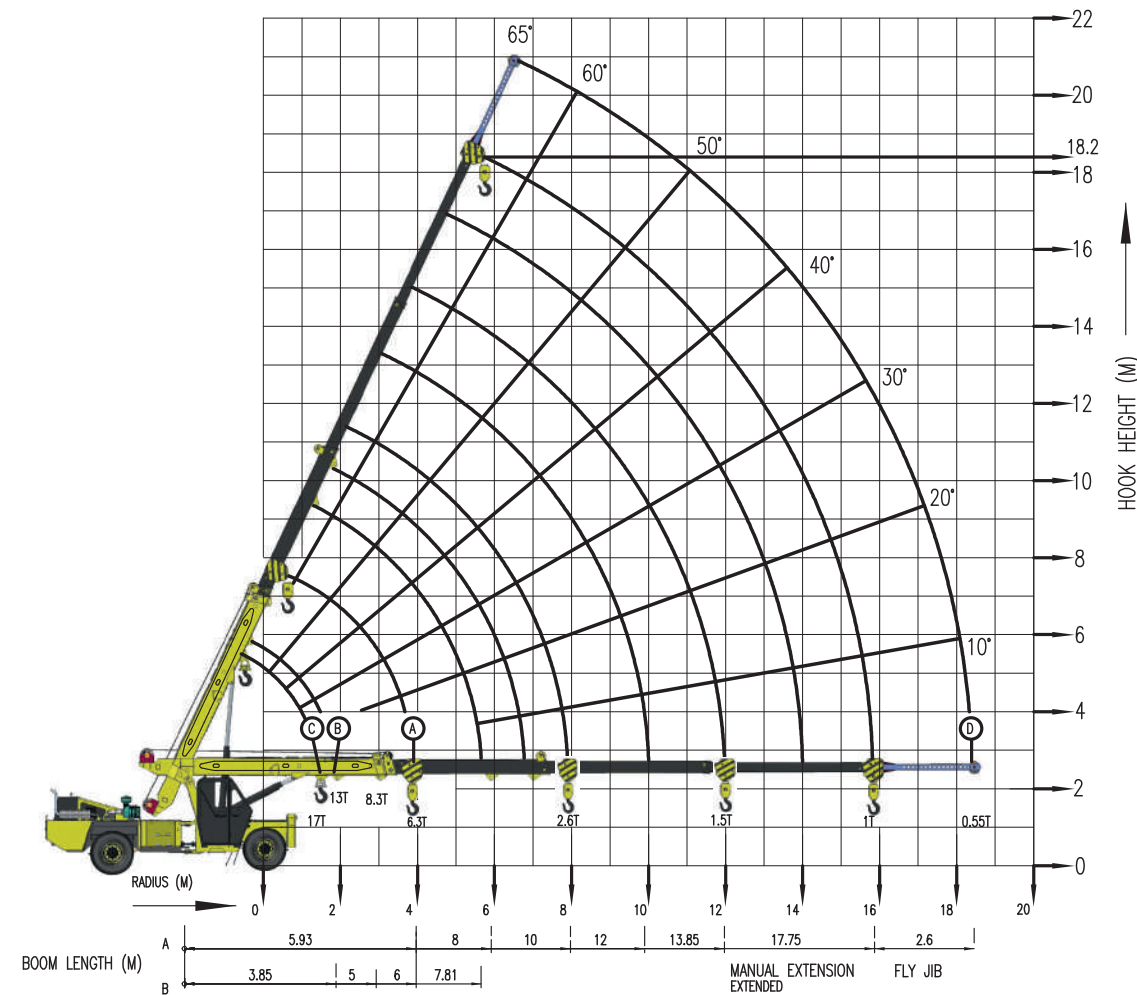 65°
60°
50°
40°
30°
20°
10°
22
20
18.2
18
16
14
12
10
8
6
4
2
0
HOOK HEIGHT (M)
C B A D
17T 13T 8.3T 6.3T 2.6T 1.5T 1T 0.55T
RADIUS (M)
0 2 4 6 8 10 12 14 16 18 20
BOOM LENGTH (M)
A 5.93 8 10 12 13.85 17.75 2.6
B 3.85 5 6 7.81
MANUAL EXTENSION
EXTENDED
FLY JIB